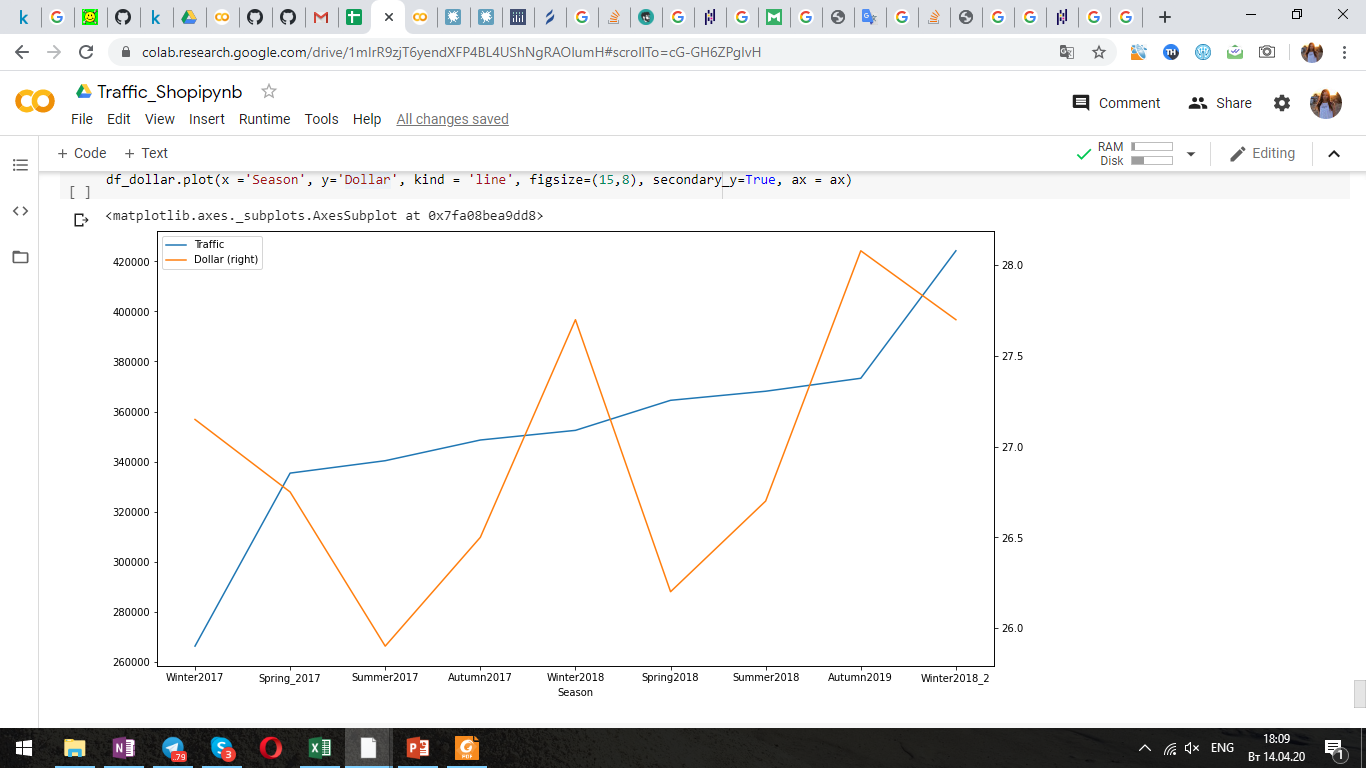 colab.research.google.com/drive/1mlrR9zjT6yendXFP4BL4UShNgRAOlumH#scrollTo=cG-GH6ZPglvH
Traffic_Shopipynb
Comment
Share
File Edit View Insert Runtime Tools Help All changes saved
+ Code + Text
RAM
Disk
Editing
df_dollar.plot(x ='Season', y='Dollar', kind = 'line', figsize=(15,8), secondary_y=True, ax = ax)
[ ]
<matplotlib.axes._subplots.AxesSubplot at 0x7fa08bea9dd8>
Traffic
Dollar (right)
420000
400000
380000
360000
340000
320000
300000
280000
260000
28.0
27.5
27.0
26.5
26.0
Winter2017 Spring_2017 Summer2017 Autumn2017 Winter2018 Spring2018 Summer2018 Autumn2019 Winter2018_2
Season
79
3
ENG
18:09
Вт 14.04.20
1